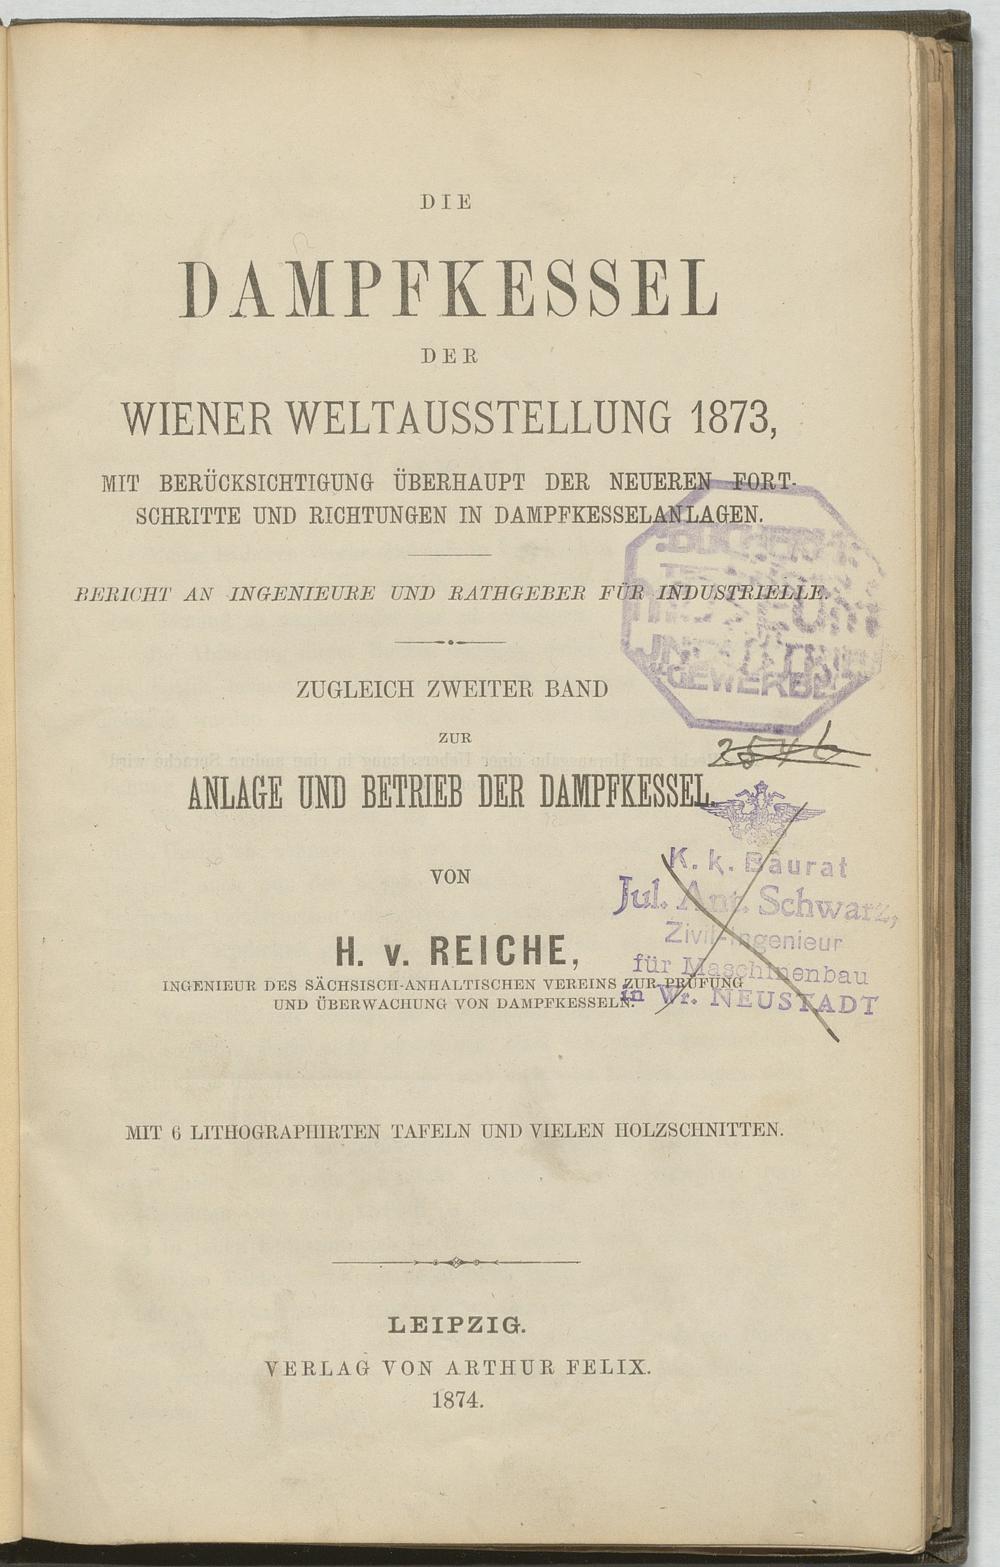 DIE
DAMPFKESSEL
DER
WIENER WELTAUSSTELLUNG 1873,
MIT BERÜCKSICHTIGUNG ÜBERHAUPT DER NEUEREN FORT-
SCHRITTE UND RICHTUNGEN IN DAMPFKESSELANLAGEN.
BERICHT AN INGENIEURE UND RATHGEBER FÜR INDUSTRIELLE.
ZUGLEICH ZWEITER BAND
ZUR
ANLAGE UND BETRIEB DER DAMPFKESSEL.
VON
H. v. REICHE,
INGENIEUR DES SÄCHSISCH-ANHALTISCHEN VEREINS ZUR PRÜFUNG
UND ÜBERWACHUNG VON DAMPFKESSELN.
MIT 6 LITHOGRAPHIRTEN TAFELN UND VIELEN HOLZSCHNITTEN.
LEIPZIG.
VERLAG VON ARTHUR FELIX.
1874.
GEWERBE
2546
K. k. Baurat
Jul. Ant. Schwarz,
Zivil-Ingenieur
für Maschinenbau
in Wr. NEUSTADT